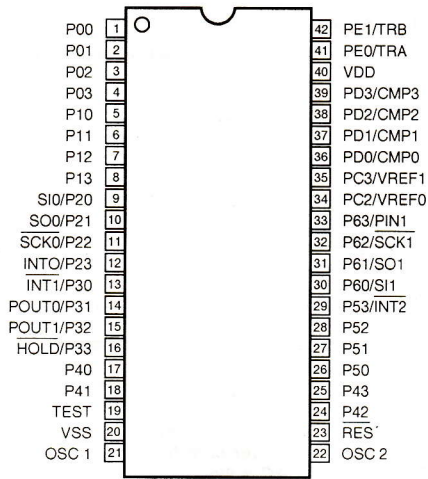 P00 1
P01 2
P02 3
P03 4
P10 5
P11 6
P12 7
P13 8
SI0/P20 9
SO0/P21 10
SCK0/P22 11
INTO/P23 12
INT1/P30 13
POUT0/P31 14
POUT1/P32 15
HOLD/P33 16
P40 17
P41 18
TEST 19
VSS 20
OSC 1 21
42 PE1/TRB
41 PE0/TRA
40 VDD
39 PD3/CMP3
38 PD2/CMP2
37 PD1/CMP1
36 PD0/CMP0
35 PC3/VREF1
34 PC2/VREF0
33 P63/PIN1
32 P62/SCK1
31 P61/SO1
30 P60/SI1
29 P53/INT2
28 P52
27 P51
26 P50
25 P43
24 P42
23 RES
22 OSC 2